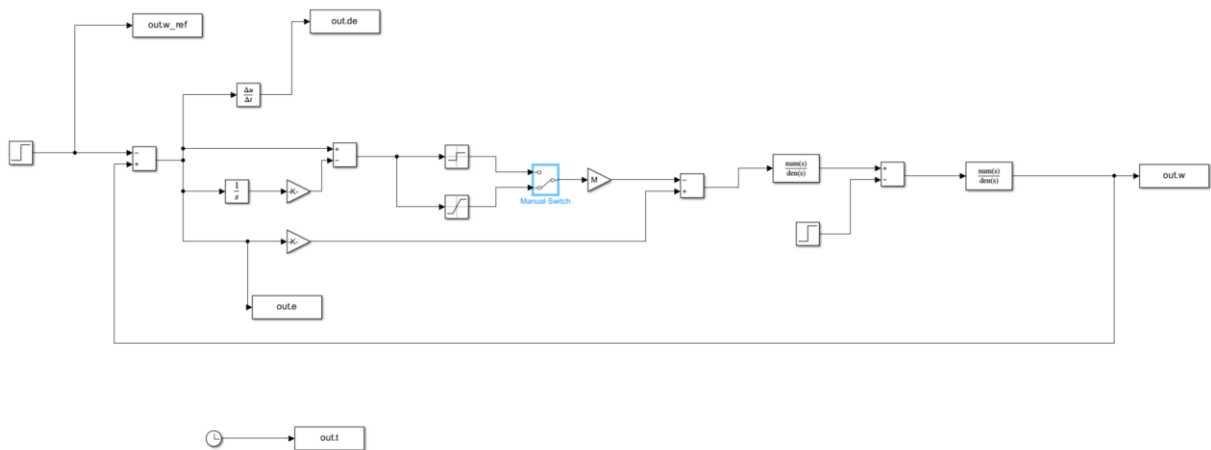 out.w_ref
out.de
Δu
Δt
1
s
-K-
-K-
Manual Switch
M
num(s)
den(s)
num(s)
den(s)
out.w
out.e
out.t